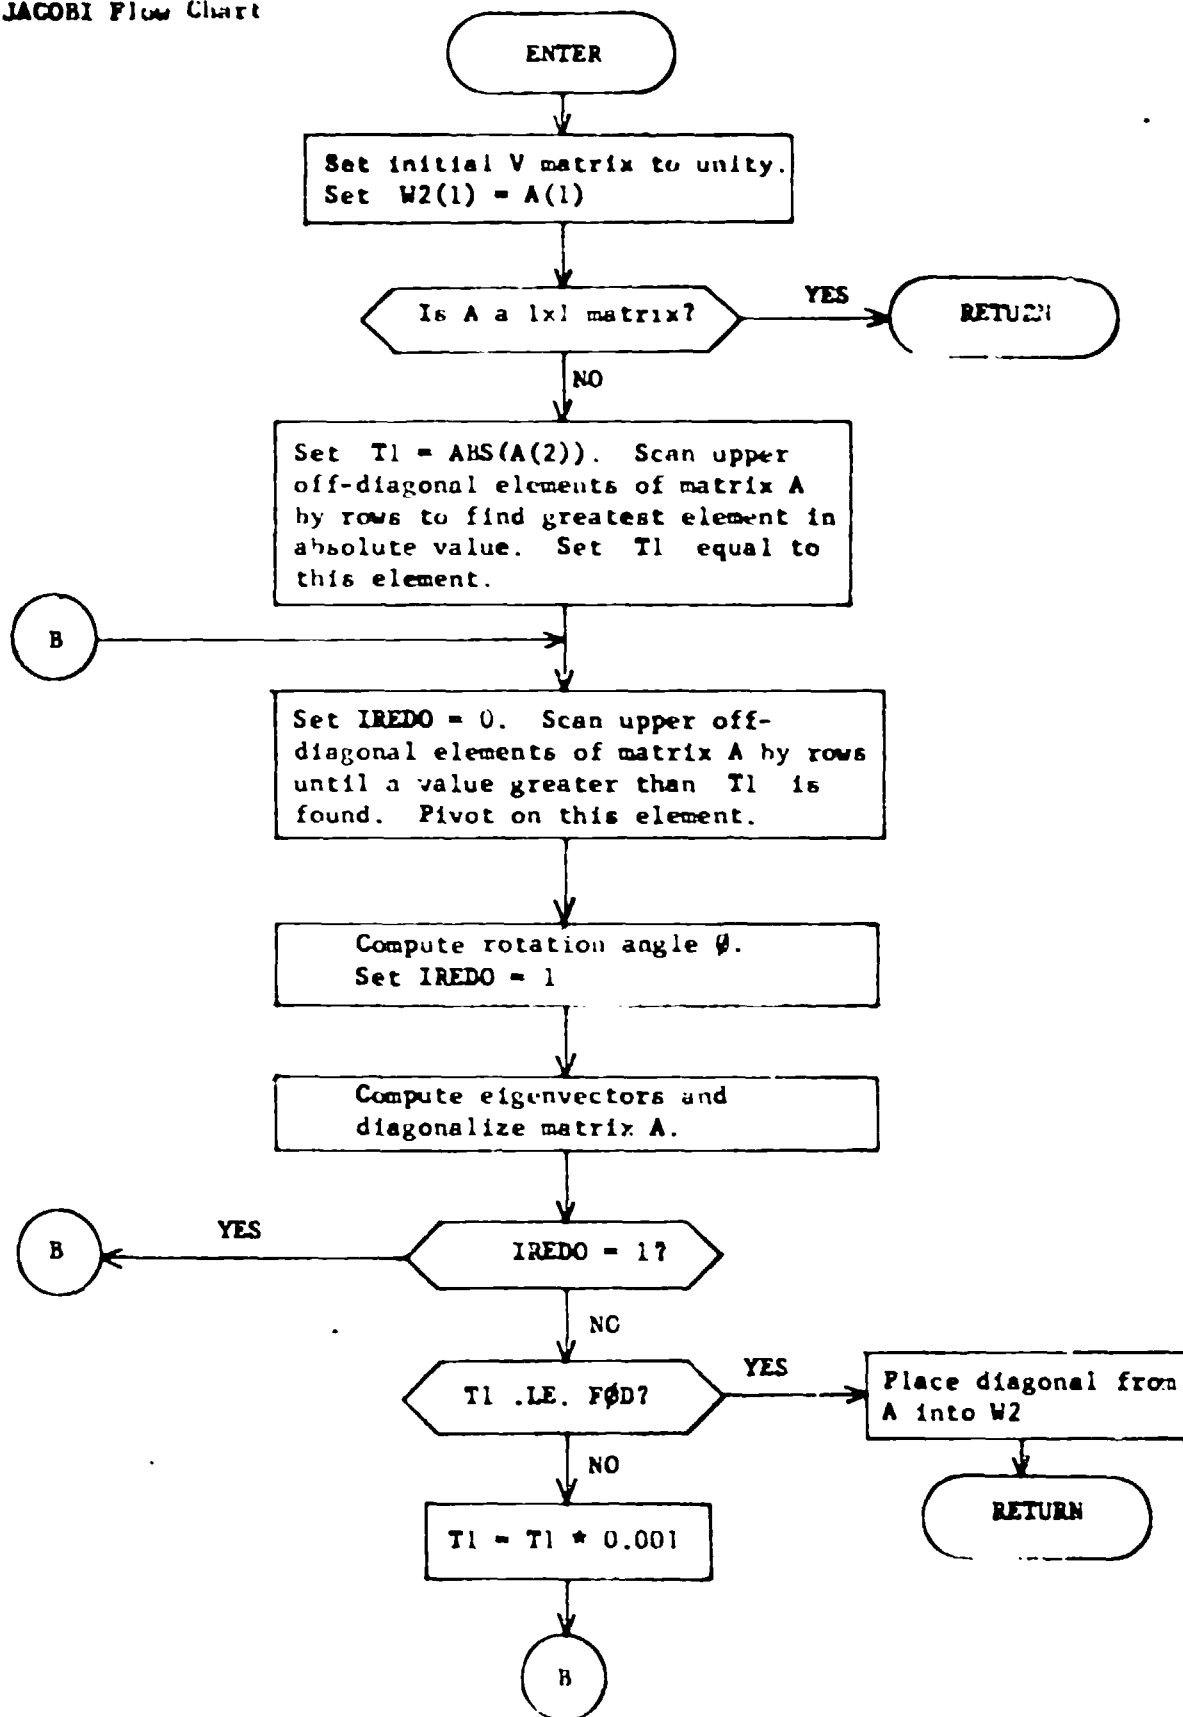 JACOBI Flow Chart
ENTER
Set initial V matrix to unity.
Set W2(1) = A(1)
Is A a 1x1 matrix?
YES
RETURN
NO
Set T1 = ABS(A(2)). Scan upper
off-diagonal elements of matrix A
by rows to find greatest element in
absolute value. Set T1 equal to
this element.
B
Set IREDO = 0. Scan upper off-
diagonal elements of matrix A by rows
until a value greater than T1 is
found. Pivot on this element.
Compute rotation angle Ø.
Set IREDO = 1
Compute eigenvectors and
diagonalize matrix A.
B
YES
IREDO = 1?
NO
T1 .LE. FØD?
YES
Place diagonal from
A into W2
NO
RETURN
T1 = T1 * 0.001
B